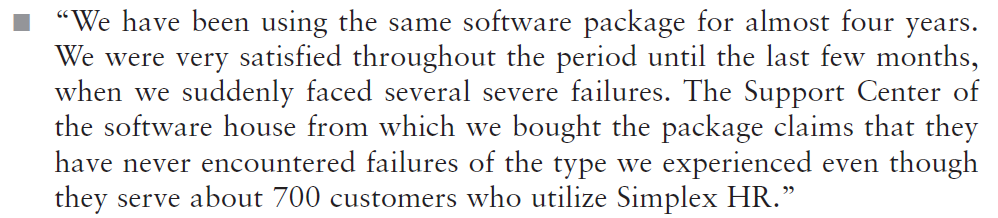 ■ “We have been using the same software package for almost four years.
We were very satisfied throughout the period until the last few months,
when we suddenly faced several severe failures. The Support Center of
the software house from which we bought the package claims that they
have never encountered failures of the type we experienced even though
they serve about 700 customers who utilize Simplex HR.”